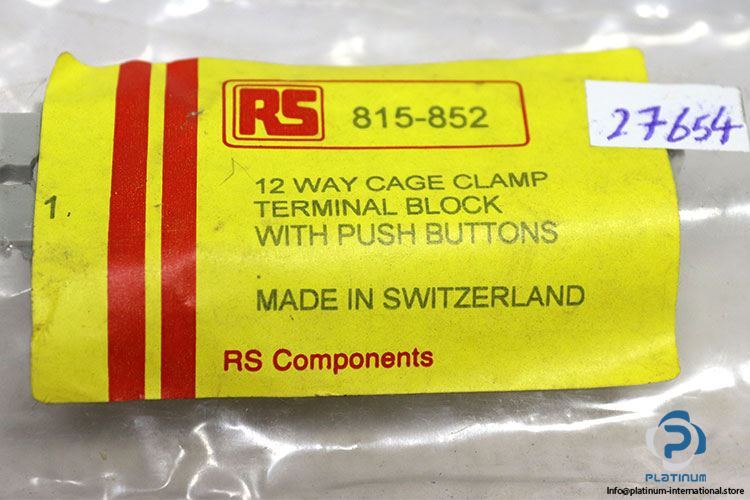 RS 815-852
27654
12 WAY CAGE CLAMP
1.
TERMINAL BLOCK
WITH PUSH BUTTONS
MADE IN SWITZERLAND
RS Components
PLATINUM
INTERNATIONAL
Info@platinum-international.store